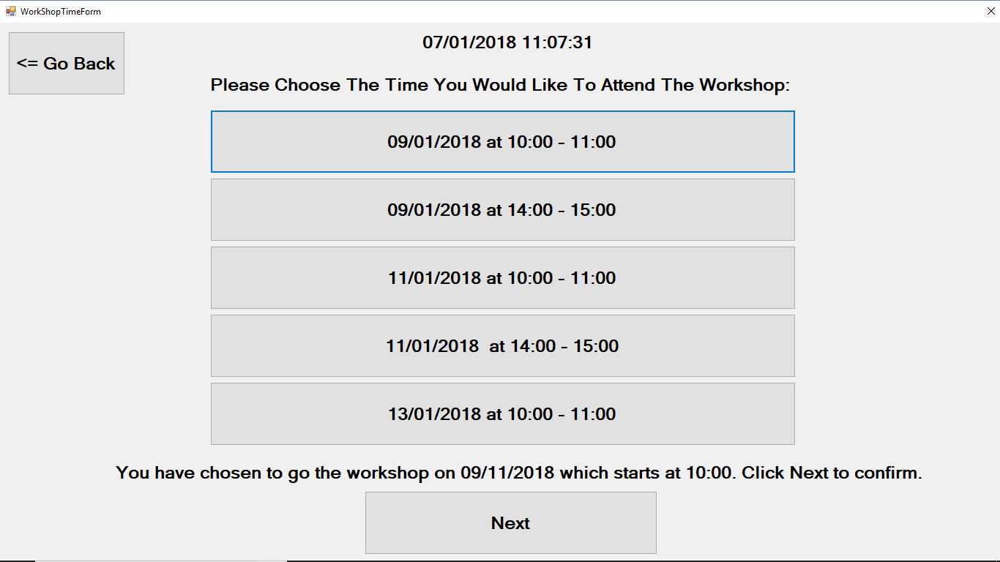 WorkShopTimeForm
<= Go Back
07/01/2018 11:07:31
Please Choose The Time You Would Like To Attend The Workshop:
09/01/2018 at 10:00 - 11:00
09/01/2018 at 14:00 - 15:00
11/01/2018 at 10:00 - 11:00
11/01/2018  at 14:00 - 15:00
13/01/2018 at 10:00 - 11:00
You have chosen to go the workshop on 09/11/2018 which starts at 10:00. Click Next to confirm.
Next